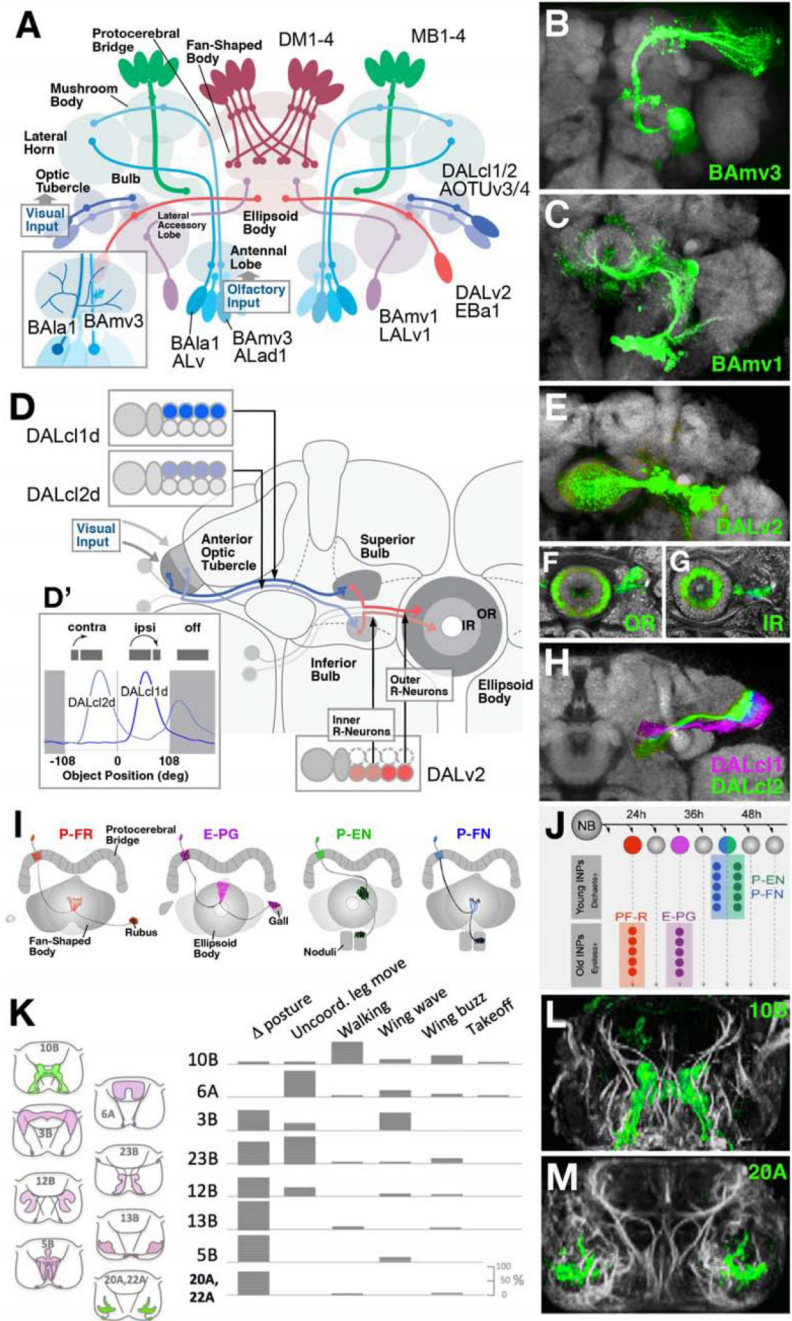 A
Protocerebral
Bridge
Fan-Shaped
Body
DM1-4
MB1-4
Mushroom
Body
Lateral
Horn
Optic
Tubercle
Bulb
Visual
Input
Lateral
Accessory
Lobe
Ellipsoid
Body
DALcl1/2
AOTUv3/4
Antennal
Lobe
Olfactory
Input
BAla1
BAmv3
BAla1
ALv
BAmv3
ALad1
BAmv1
LALv1
DALv2
EBa1
B
BAmv3
C
BAmv1
D
DALcl1d
DALcl2d
Visual
Input
Anterior
Optic
Tubercle
Superior
Bulb
OR
IR
Inferior
Bulb
Outer
R-Neurons
Ellipsoid
Body
Inner
R-Neurons
DALv2
D'
contra
ipsi
off
DALcl2d
DALcl1d
-108
0
108
Object Position (deg)
E
DALv2
F
OR
G
IR
H
DALcl1
DALcl2
I
P-FR
Protocerebral
Bridge
E-PG
P-EN
P-FN
Fan-Shaped
Body
Rubus
Ellipsoid
Body
Gall
Noduli
J
NB
24h
36h
48h
Young INPs
Dichaete+
P-EN
P-FN
PF-R
E-PG
Old INPs
Eyeless+
K
Δ posture
Uncoord. leg move
Walking
Wing wave
Wing buzz
Takeoff
10B
6A
3B
23B
12B
13B
5B
20A,22A
10B
6A
3B
23B
12B
13B
5B
20A,
22A
100
50
0
%
L
10B
M
20A